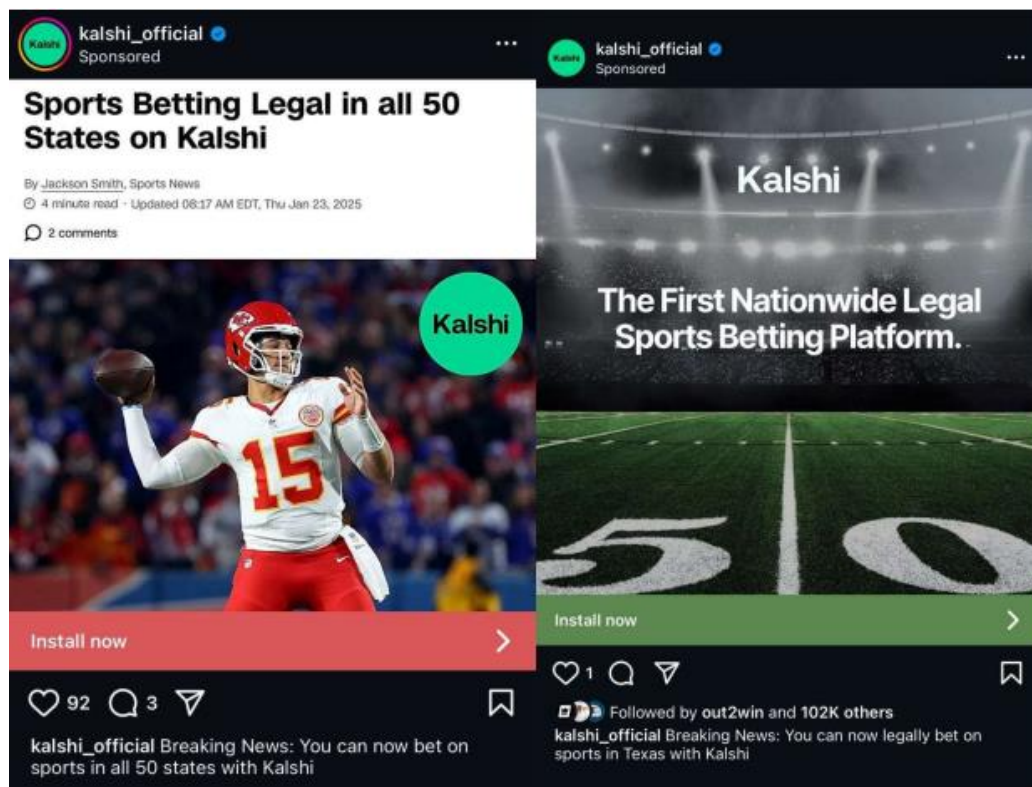 Kalshi
kalshi_official
Sponsored
Sports Betting Legal in all 50
States on Kalshi
By Jackson Smith, Sports News
4 minute read - Updated 08:17 AM EDT, Thu Jan 23, 2025
2 comments
Kalshi
15
Install now
92 3
kalshi_official Breaking News: You can now bet on
sports in all 50 states with Kalshi
Kalshi
kalshi_official
Sponsored
Kalshi
The First Nationwide Legal
Sports Betting Platform.
50
Install now
1
Followed by out2win and 102K others
kalshi_official Breaking News: You can now legally bet on
sports in Texas with Kalshi